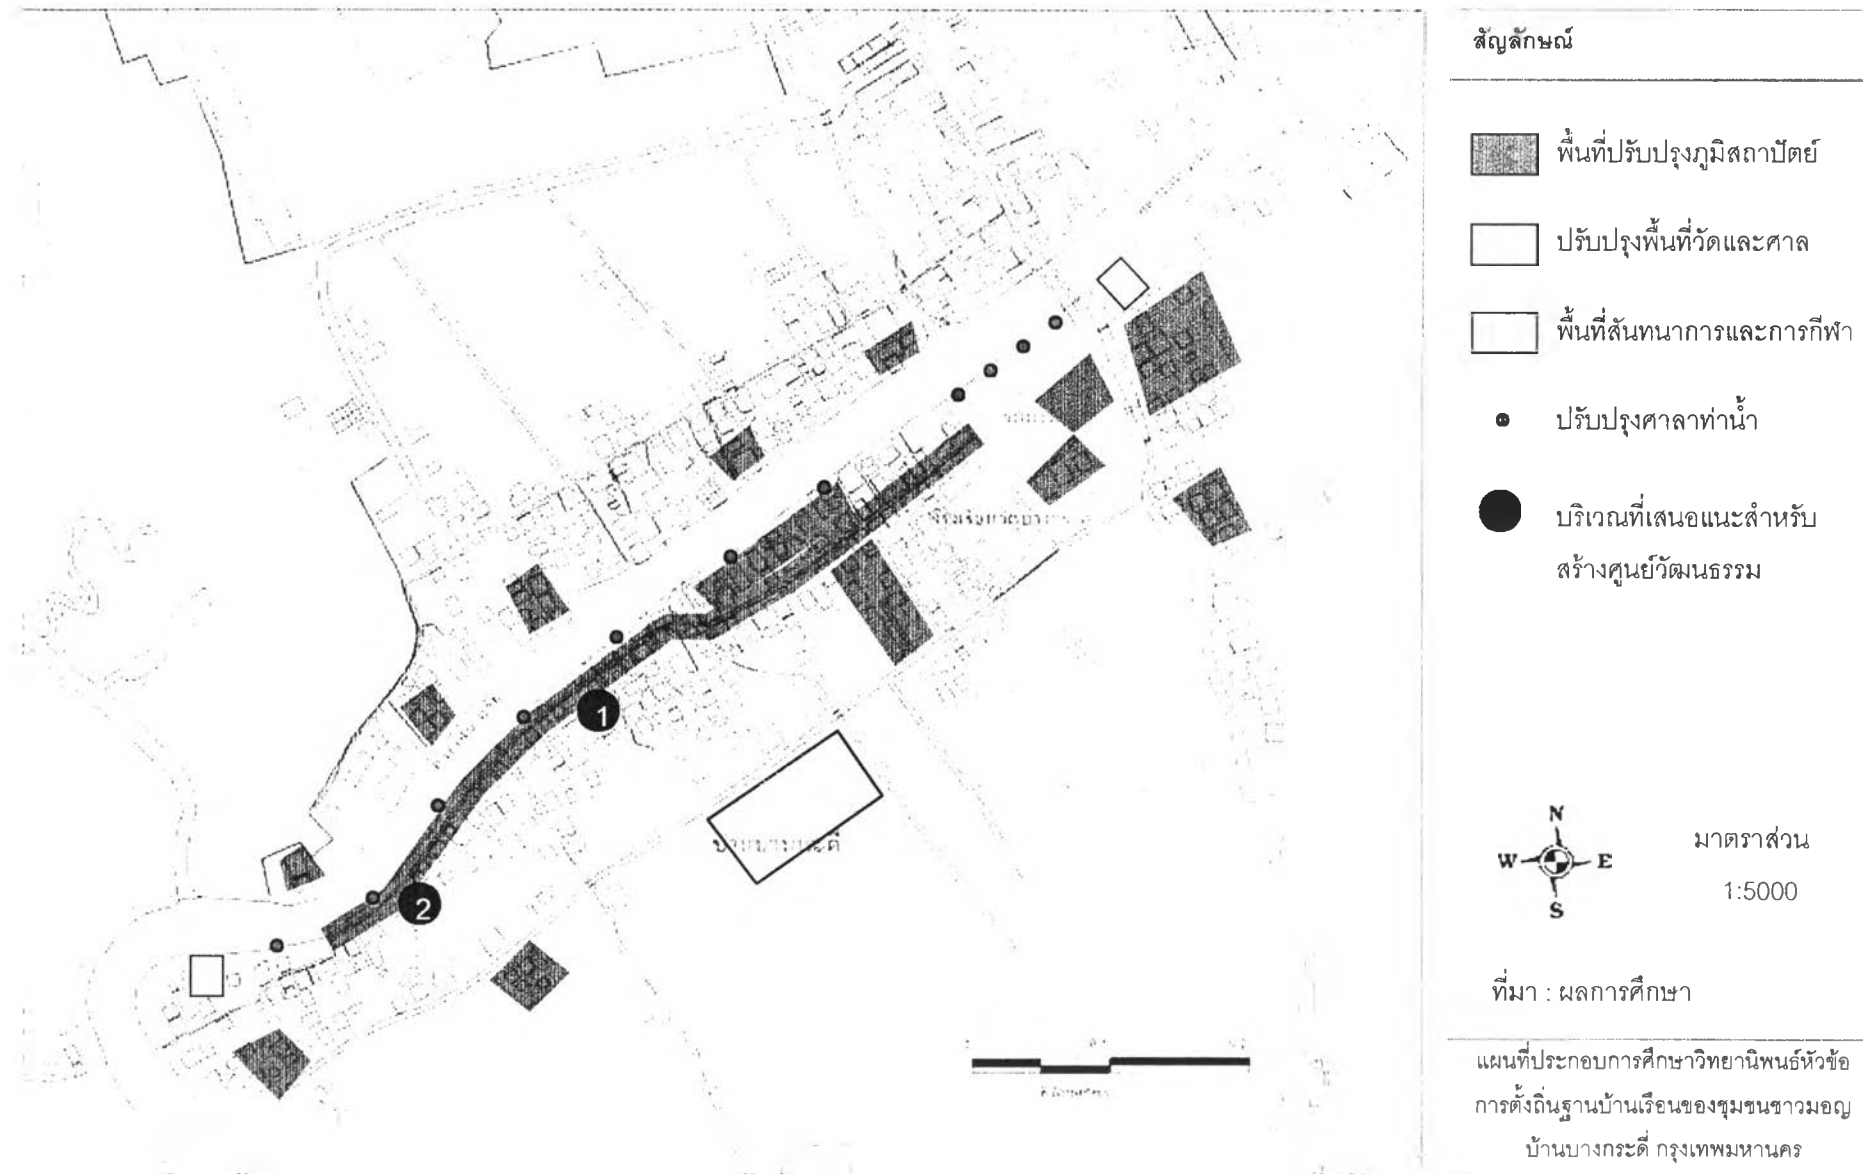 สัญลักษณ์
พื้นที่ปรับปรุงภูมิสถาปัตย์
ปรับปรุงพื้นที่วัดและศาล
พื้นที่สันทนาการและการกีฬา
ปรับปรุงศาลาท่าน้ำ
บริเวณที่เสนอแนะสำหรับ
สร้างศูนย์วัฒนธรรม
1
2
N
W E
S
มาตราส่วน
1:5000
ที่มา : ผลการศึกษา
แผนที่ประกอบการศึกษาวิทยานิพนธ์หัวข้อ
การตั้งถิ่นฐานบ้านเรือนของชุมชนชาวมอญ
บ้านบางกระดี่ กรุงเทพมหานคร